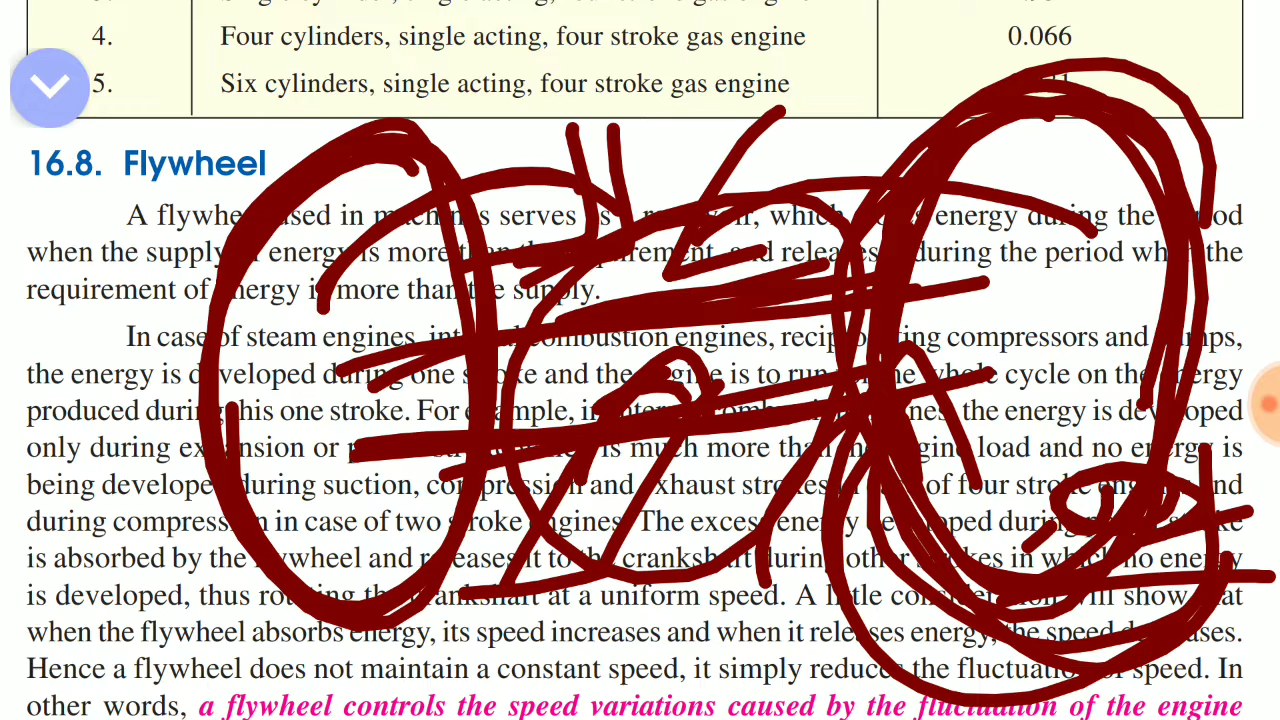 4. Four cylinders, single acting, four stroke gas engine 0.066
5. Six cylinders, single acting, four stroke gas engine
16.8. Flywheel
A used in machines serves as a reservoir, which energy during the period
when the supply of energy is more than the requirement, and releases during the period when the
requirement of energy is more than the supply.
In case of steam engines, internal combustion engines, reciprocating compressors and pumps,
the energy is developed during one stroke and the engine is to run for the whole cycle on the energy
produced during this one stroke. For example, in internal combustion engines, the energy is developed
only during expansion or is much more than the engine load and no energy is
being developed during suction, compression and exhaust strokes of four stroke engines and
during compression in case of two stroke engines. The excess energy developed during stroke
is absorbed by the flywheel and releases it to the crankshaft during other strokes in which no energy
is developed, thus rotating the crankshaft at a uniform speed. A little consideration will show that
when the flywheel absorbs energy, its speed increases and when it releases energy, the speed decreases.
Hence a flywheel does not maintain a constant speed, it simply reduces the fluctuation of speed. In
other words, a flywheel controls the speed variations caused by the fluctuation of the engine